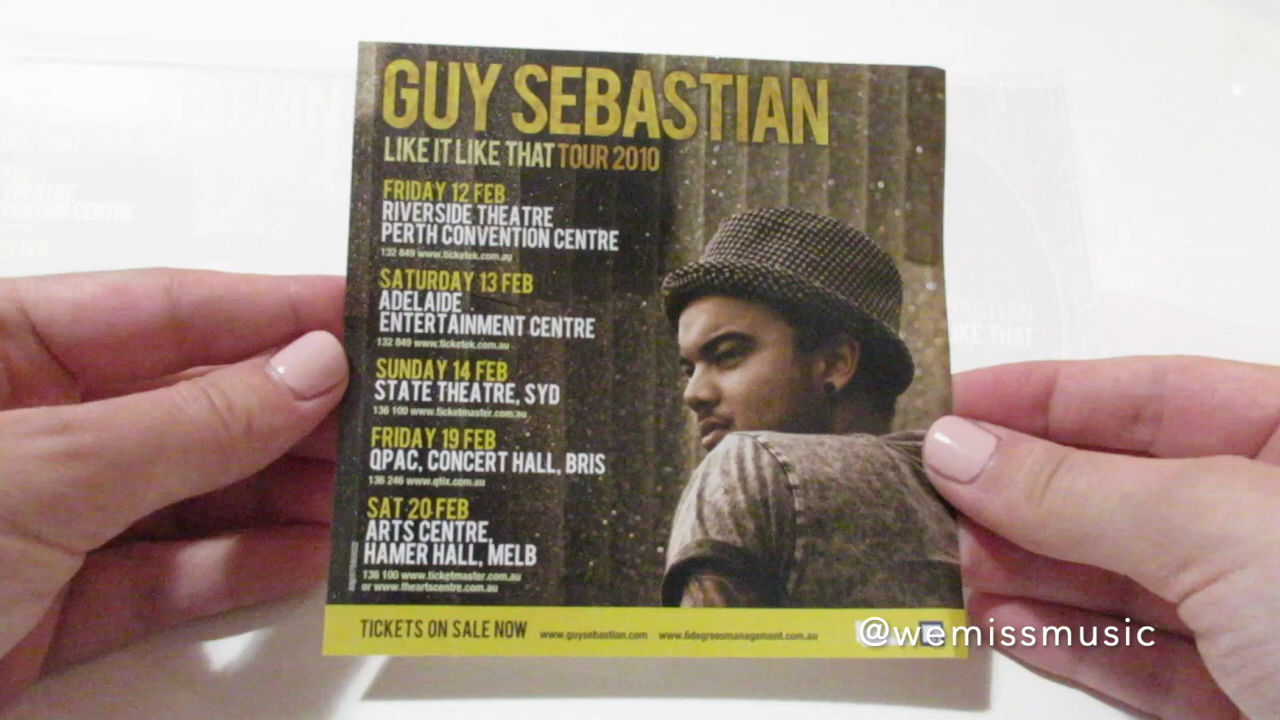 GUY SEBASTIAN
LIKE IT LIKE THAT TOUR 2010
FRIDAY 12 FEB
RIVERSIDE THEATRE
PERTH CONVENTION CENTRE
132 849 www.ticketek.com.au
SATURDAY 13 FEB
ADELAIDE
ENTERTAINMENT CENTRE
132 849 www.ticketek.com.au
SUNDAY 14 FEB
STATE THEATRE, SYD
136 100 www.ticketmaster.com.au
FRIDAY 19 FEB
QPAC, CONCERT HALL, BRIS
136 246 www.qtix.com.au
SAT 20 FEB
ARTS CENTRE,
HAMER HALL, MELB
136 100 www.ticketmaster.com.au
or www.theartscentre.com.au
TICKETS ON SALE NOW www.guysebastian.com www.6degreesmanagement.com.au
@wemissmusic